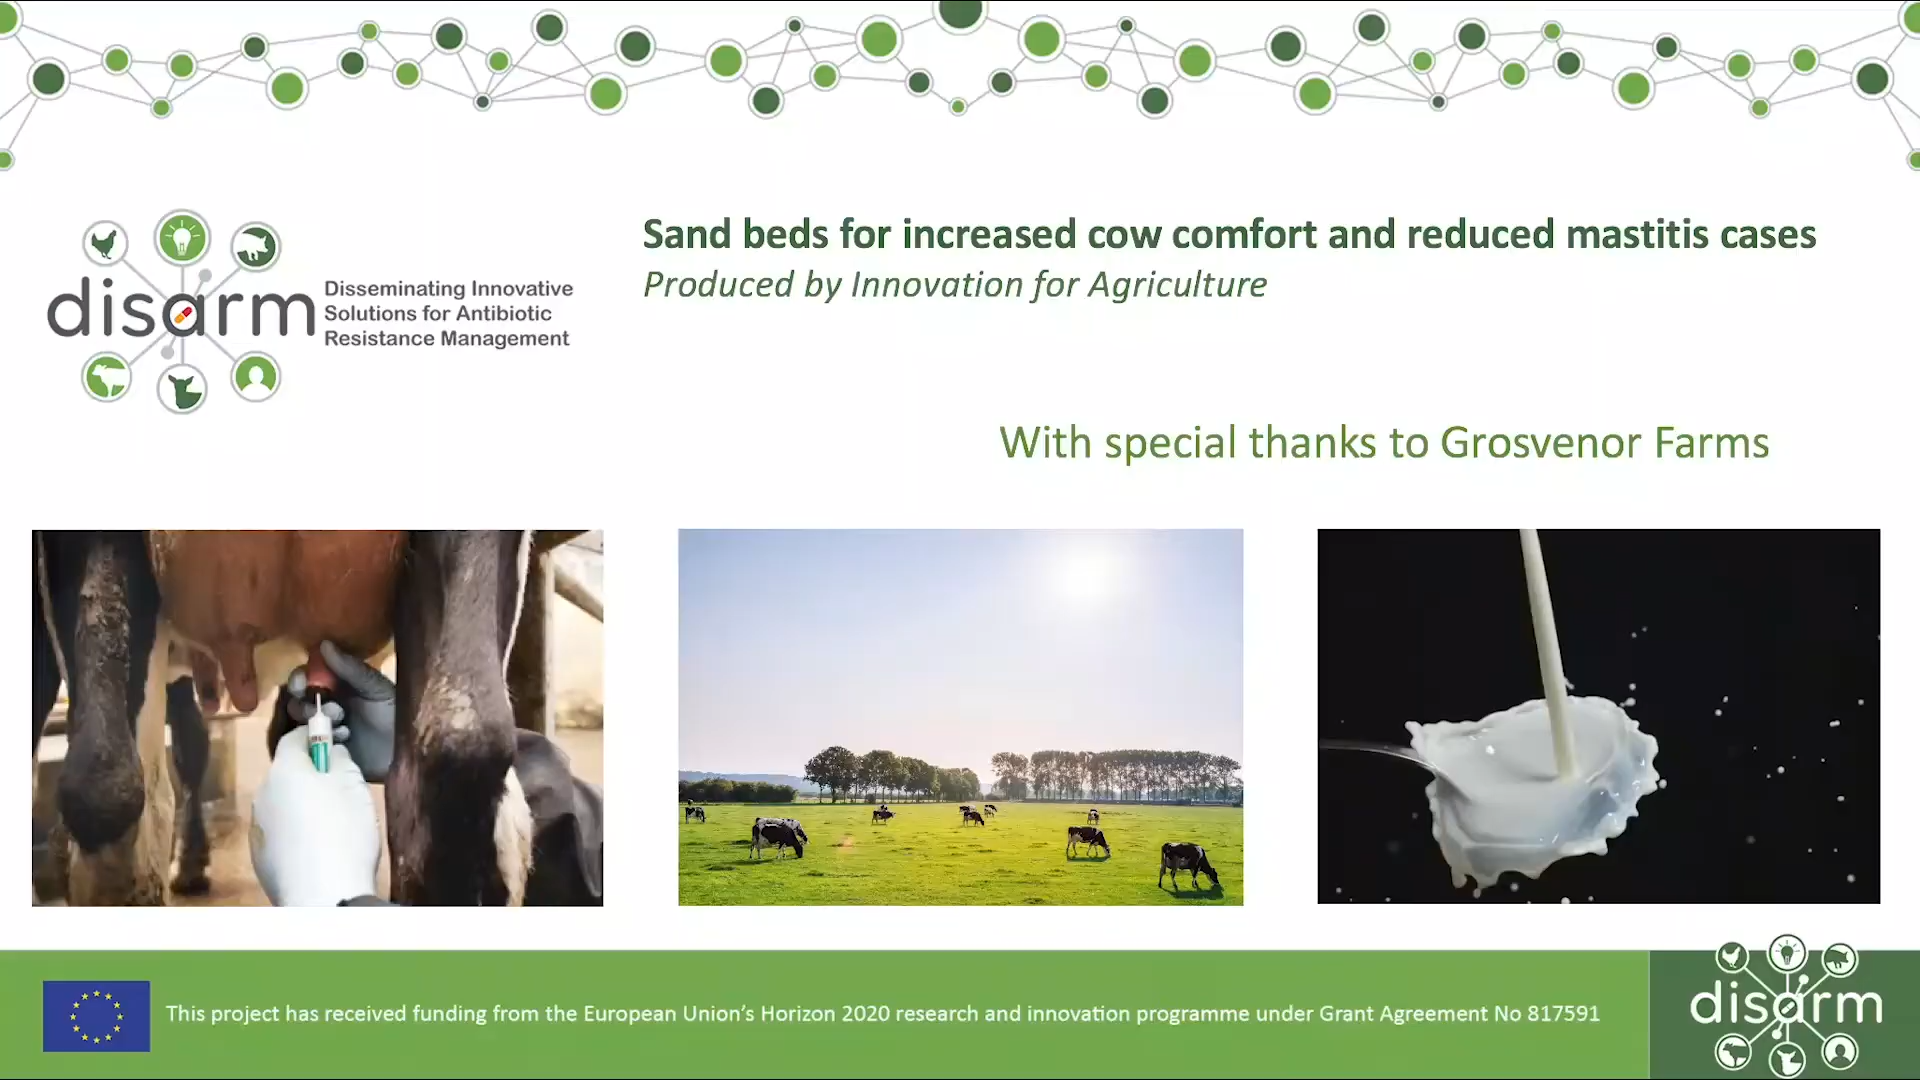 Sand beds for increased cow comfort and reduced mastitis cases
Produced by Innovation for Agriculture
disarm
Disseminating Innovative
Solutions for Antibiotic
Resistance Management
With special thanks to Grosvenor Farms
This project has received funding from the European Union’s Horizon 2020 research and innovation programme under Grant Agreement No 817591
disarm